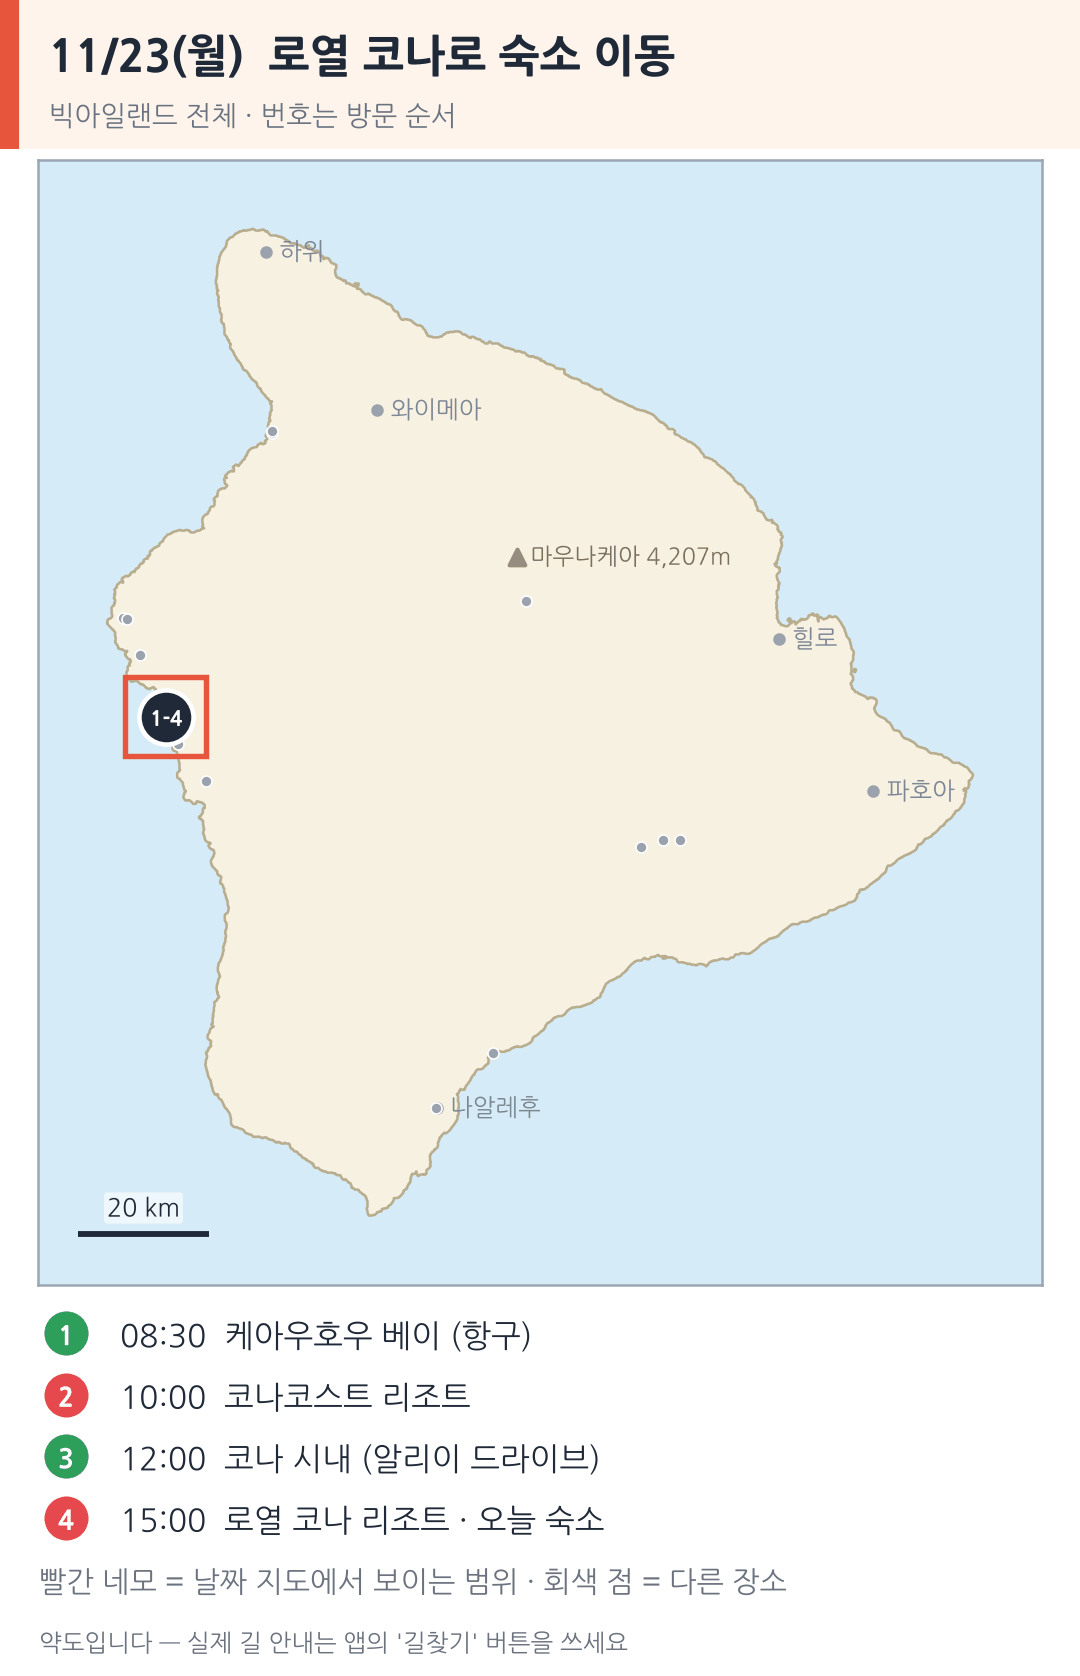 11/23(월) 로열 코나로 숙소 이동
빅아일랜드 전체 · 번호는 방문 순서
하위
와이메아
마우나케아 4,207m
힐로
1-4
파호아
나알레후
20 km
1 08:30 케아우호우 베이 (항구)
2 10:00 코나코스트 리조트
3 12:00 코나 시내 (알리이 드라이브)
4 15:00 로열 코나 리조트 · 오늘 숙소
빨간 네모 = 날짜 지도에서 보이는 범위 · 회색 점 = 다른 장소
약도입니다 — 실제 길 안내는 앱의 '길찾기' 버튼을 쓰세요